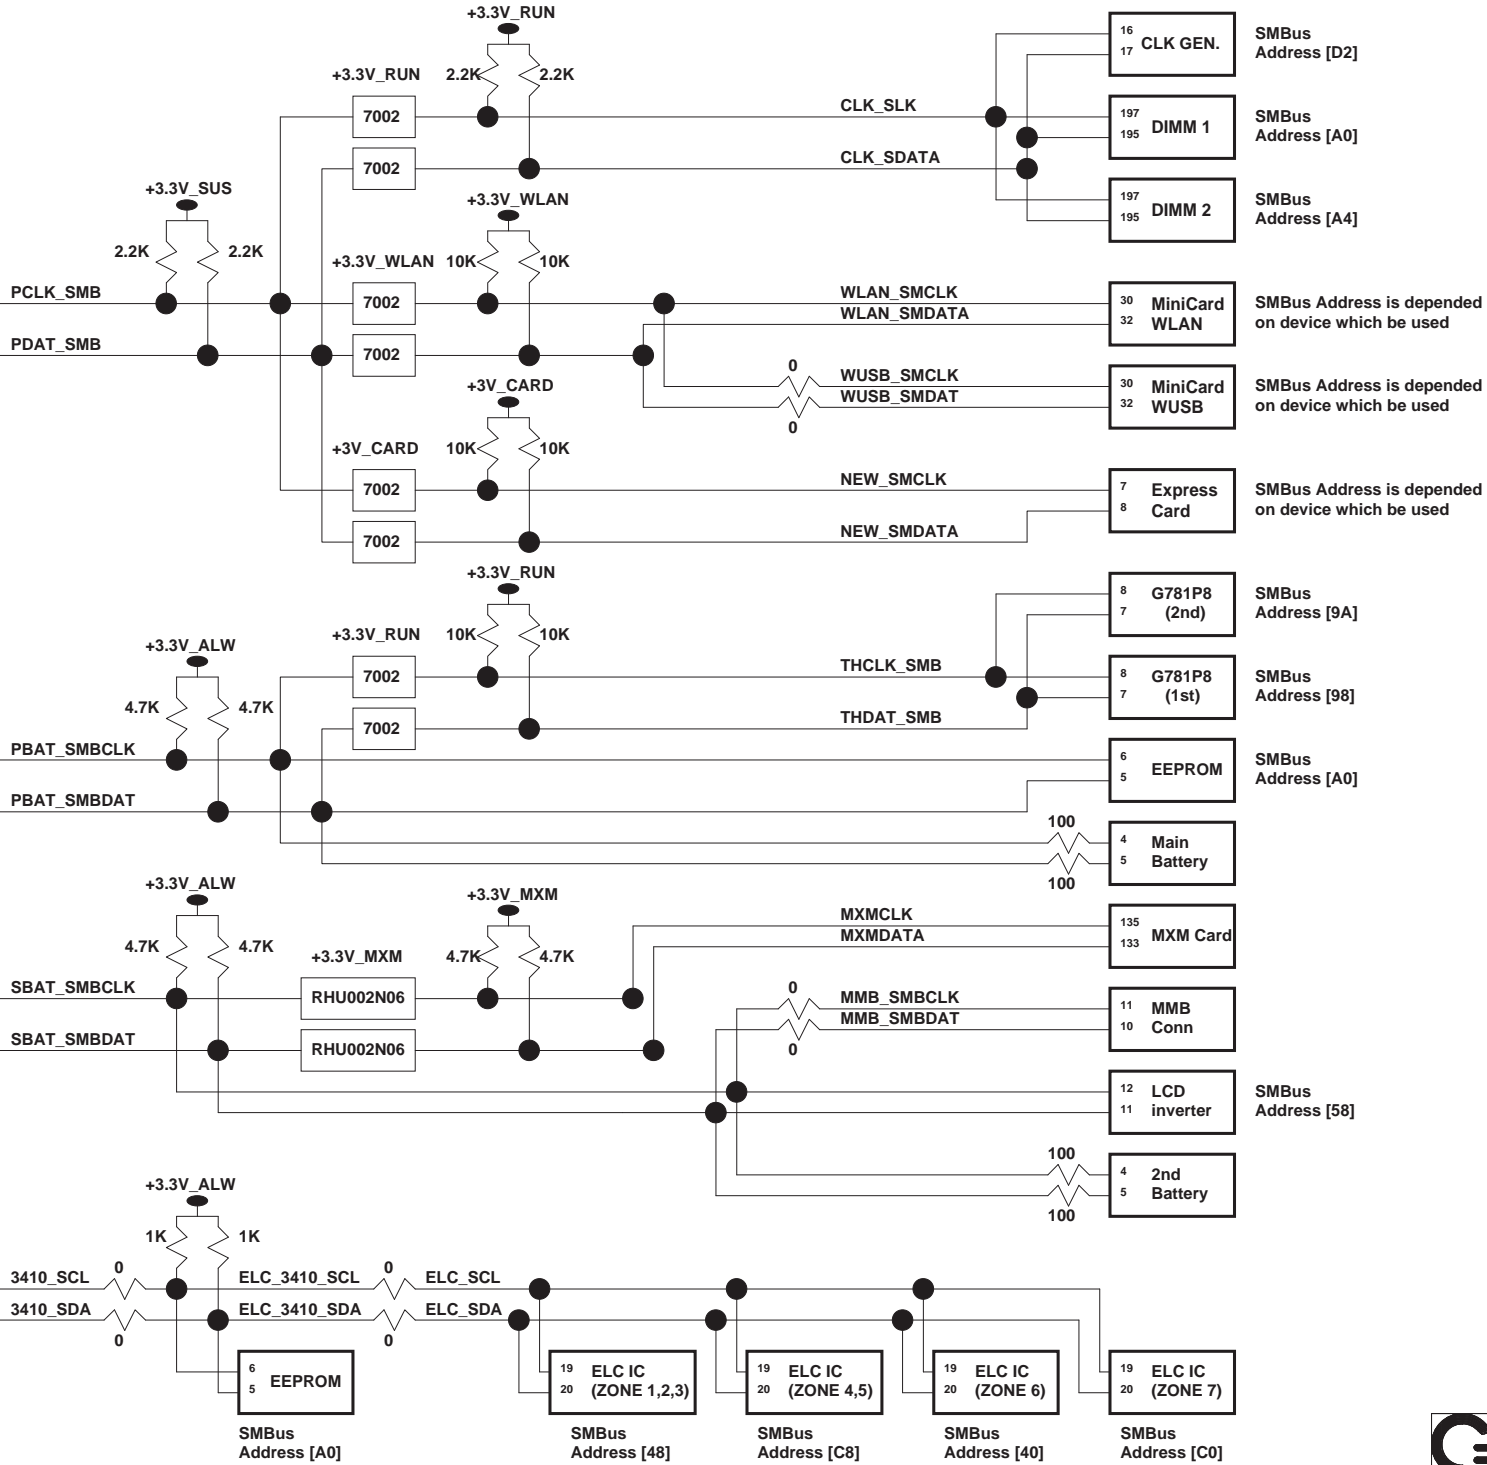 +3.3V_RUN
2.2K
2.2K
+3.3V_RUN
7002
7002
CLK_SLK
CLK_SDATA
16
17
CLK GEN.
SMBus
Address [D2]
197
195
DIMM 1
SMBus
Address [A0]
197
195
DIMM 2
SMBus
Address [A4]
+3.3V_SUS
2.2K
2.2K
PCLK_SMB
PDAT_SMB
+3.3V_WLAN
+3.3V_WLAN
10K
10K
7002
7002
WLAN_SMCLK
WLAN_SMDATA
30
32
MiniCard
WLAN
SMBus Address is depended
on device which be used
0
WUSB_SMCLK
WUSB_SMDAT
0
30
32
MiniCard
WUSB
SMBus Address is depended
on device which be used
+3V_CARD
+3V_CARD
10K
10K
7002
7002
NEW_SMCLK
NEW_SMDATA
7
8
Express
Card
SMBus Address is depended
on device which be used
+3.3V_RUN
+3.3V_RUN
10K
10K
7002
7002
THCLK_SMB
THDAT_SMB
8
7
G781P8
(2nd)
SMBus
Address [9A]
8
7
G781P8
(1st)
SMBus
Address [98]
+3.3V_ALW
4.7K
4.7K
PBAT_SMBCLK
PBAT_SMBDAT
6
5
EEPROM
SMBus
Address [A0]
100
100
4
5
Main
Battery
+3.3V_ALW
4.7K
4.7K
SBAT_SMBCLK
SBAT_SMBDAT
+3.3V_MXM
+3.3V_MXM
4.7K
4.7K
RHU002N06
RHU002N06
MXMCLK
MXMDATA
135
133
MXM Card
0
MMB_SMBCLK
MMB_SMBDAT
0
11
10
MMB
Conn
12
11
LCD
inverter
SMBus
Address [58]
100
100
4
5
2nd
Battery
+3.3V_ALW
1K
1K
3410_SCL
0
ELC_3410_SCL
0
ELC_SCL
3410_SDA
0
ELC_3410_SDA
0
ELC_SDA
6
5
EEPROM
SMBus
Address [A0]
19
20
ELC IC
(ZONE 1,2,3)
SMBus
Address [48]
19
20
ELC IC
(ZONE 4,5)
SMBus
Address [C8]
19
20
ELC IC
(ZONE 6)
SMBus
Address [40]
19
20
ELC IC
(ZONE 7)
SMBus
Address [C0]